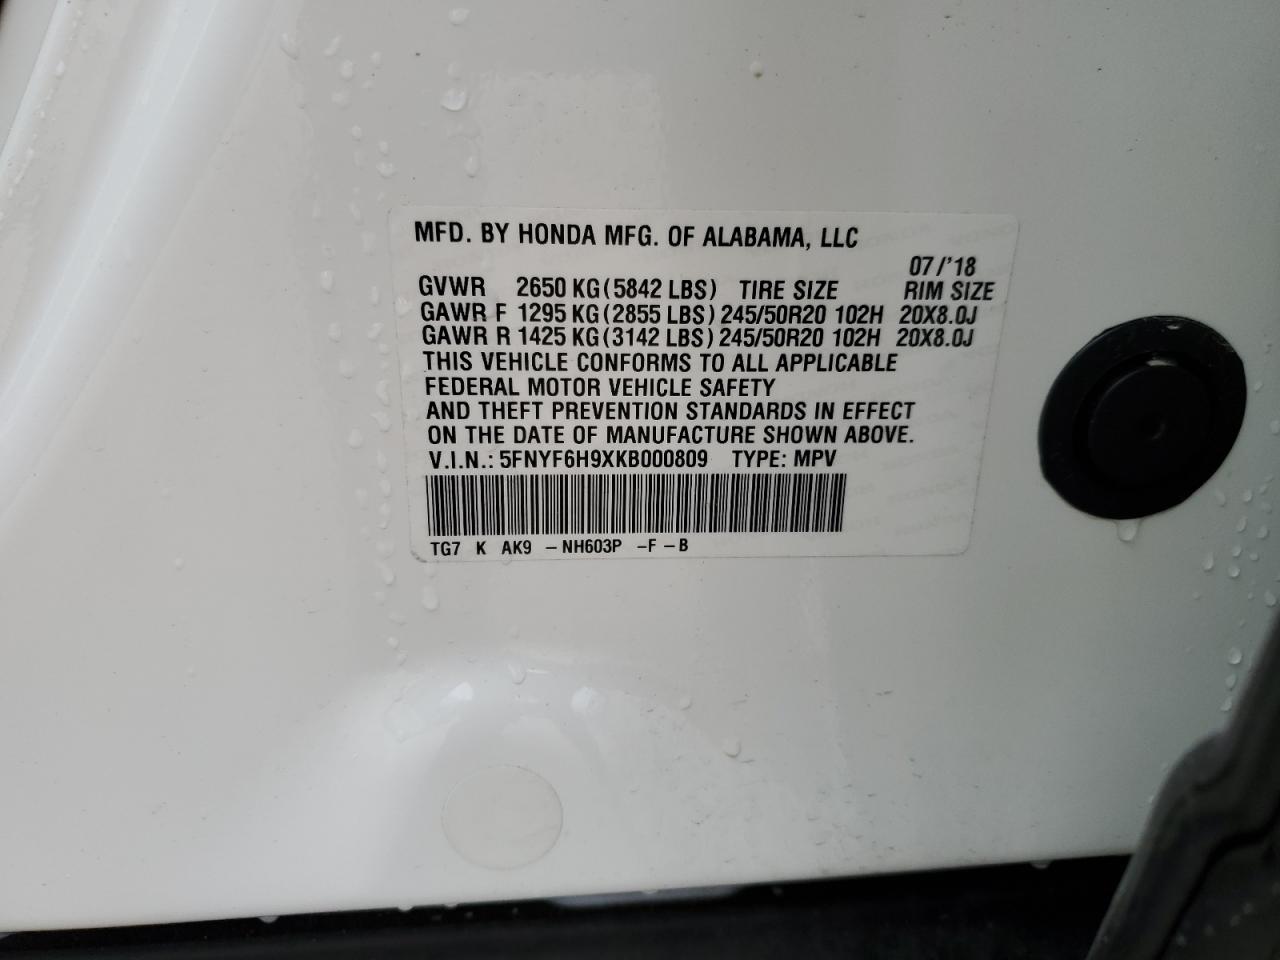 MFD. BY HONDA MFG. OF ALABAMA, LLC
07/'18
GVWR 2650 KG(5842 LBS) TIRE SIZE RIM SIZE
GAWR F 1295 KG(2855 LBS) 245/50R20 102H 20X8.0J
GAWR R 1425 KG(3142 LBS) 245/50R20 102H 20X8.0J
THIS VEHICLE CONFORMS TO ALL APPLICABLE
FEDERAL MOTOR VEHICLE SAFETY
AND THEFT PREVENTION STANDARDS IN EFFECT
ON THE DATE OF MANUFACTURE SHOWN ABOVE.
V.I.N.: 5FNYF6H9XKB000809 TYPE: MPV
TG7 K AK9 -NH603P -F-B